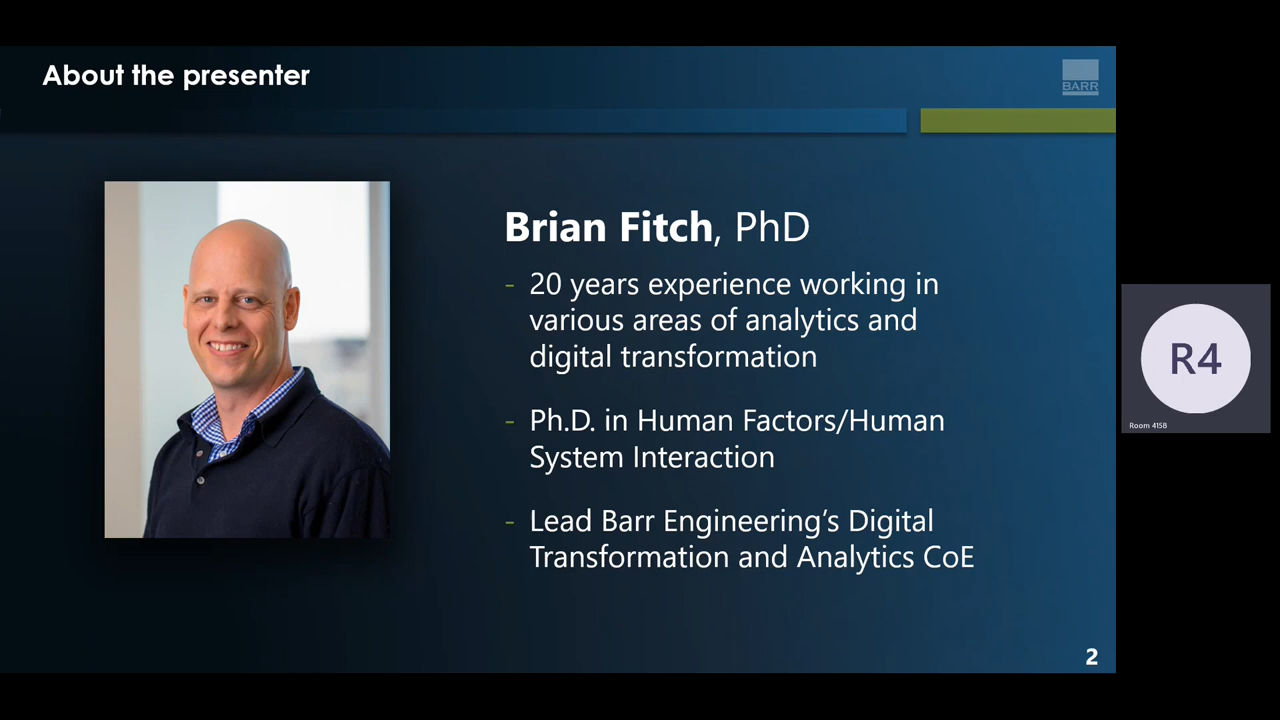 About the presenter
BARR
Brian Fitch, PhD
- 20 years experience working in
various areas of analytics and
digital transformation
- Ph.D. in Human Factors/Human
System Interaction
- Lead Barr Engineering’s Digital
Transformation and Analytics CoE
2
R4
Room 415B